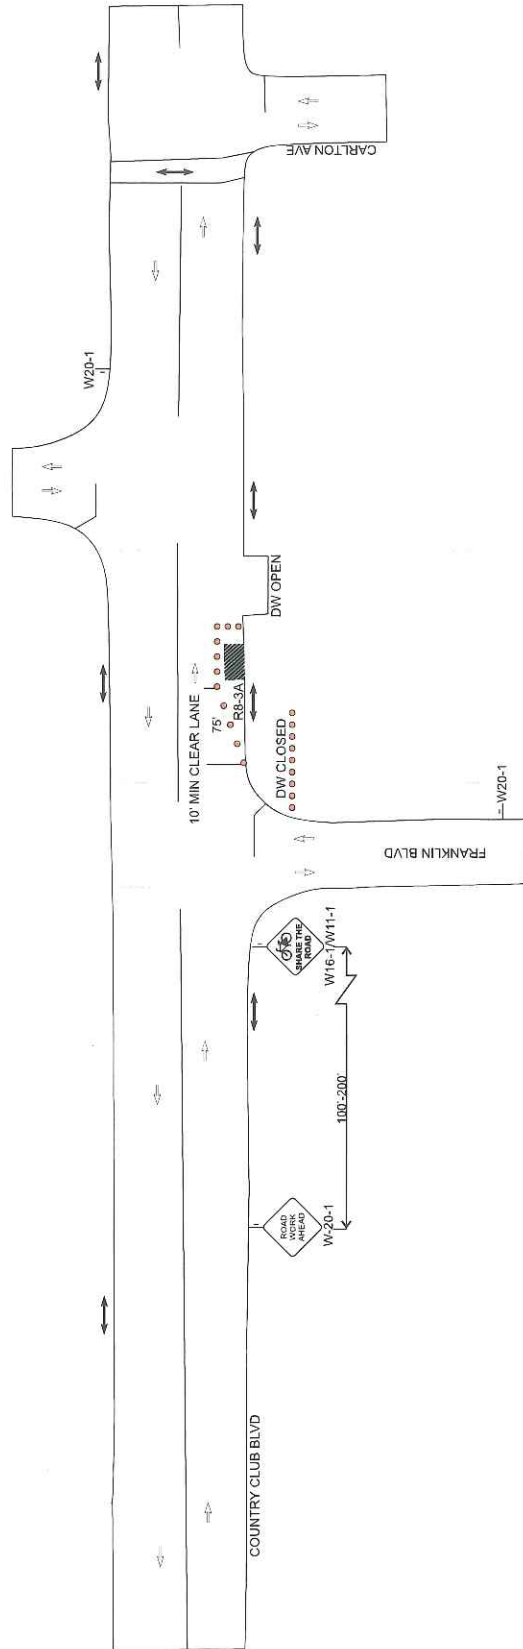 CARLTON AVE
W20-1
DW OPEN
10' MIN CLEAR LANE
75'
R8-3A
DW CLOSED
FRANKLIN BLVD
W20-1
SHARE THE
ROAD
W16-1/W11-1
100'-200'
ROAD
WORK
AHEAD
W-20-1
COUNTRY CLUB BLVD